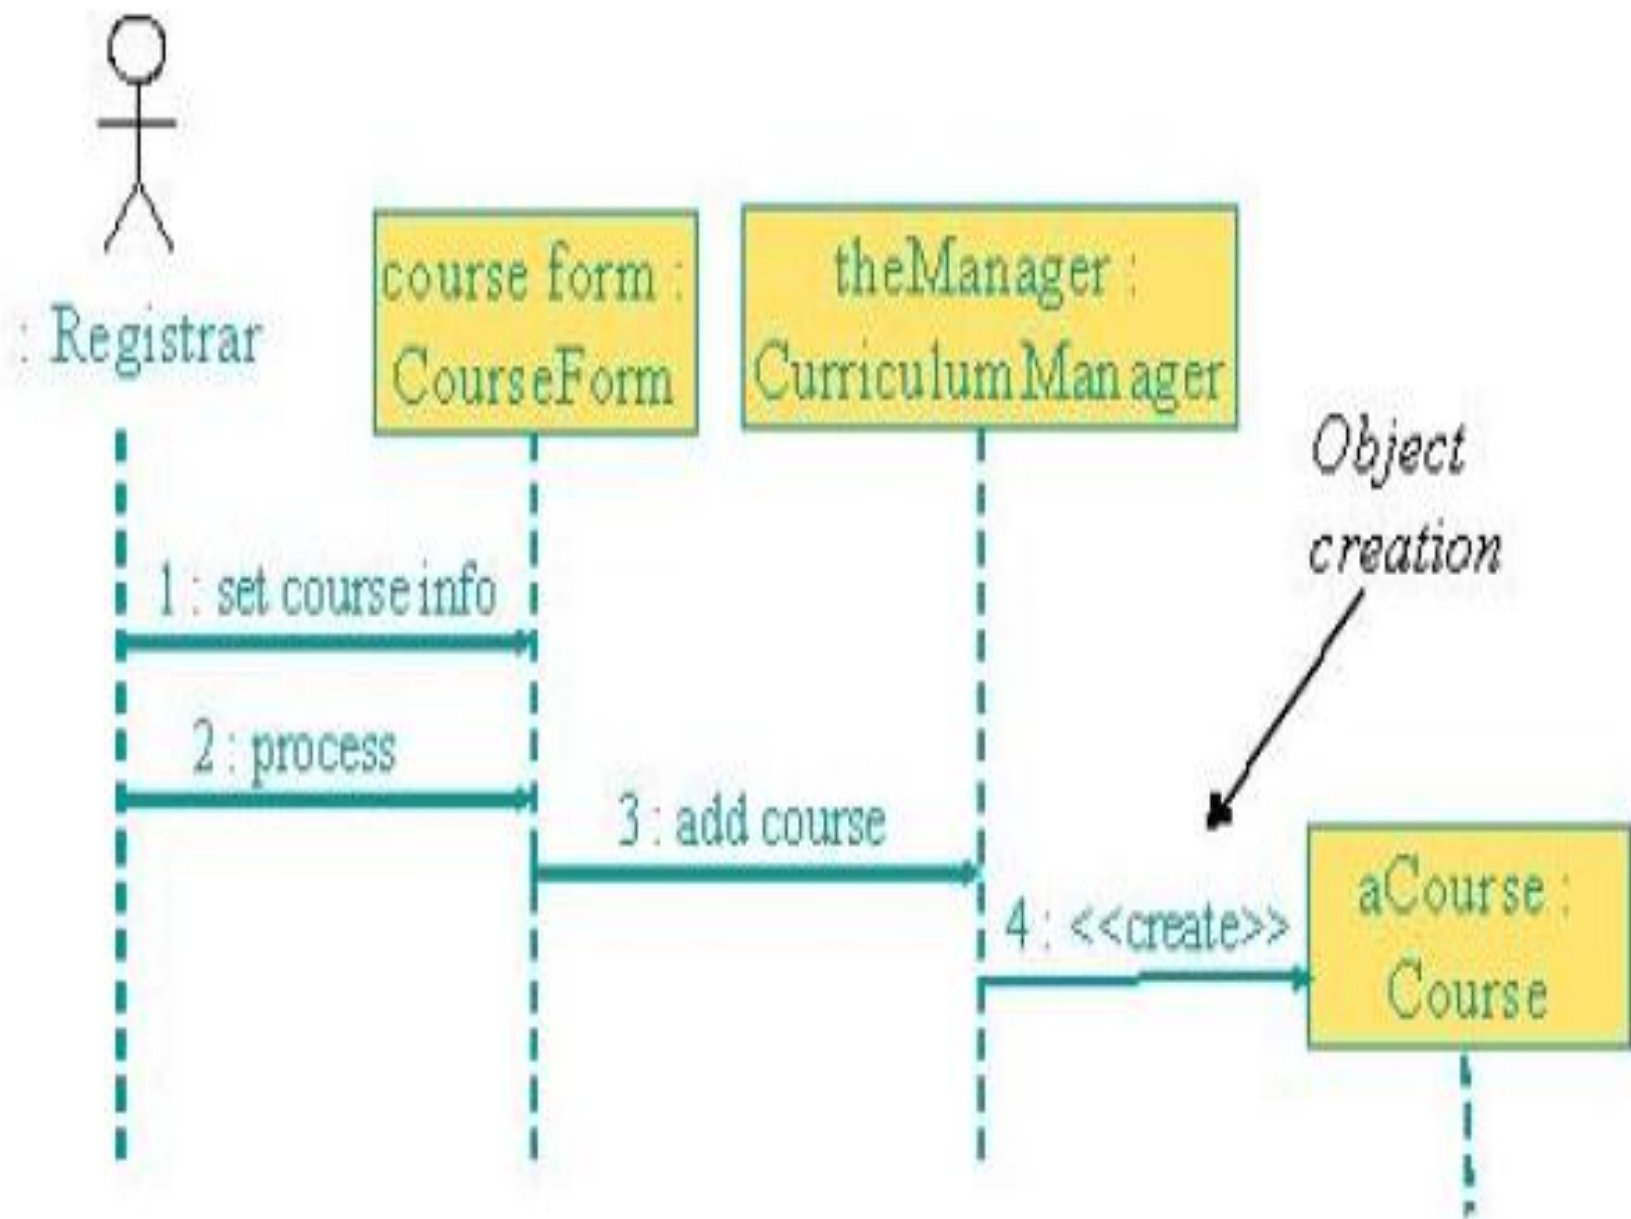 : Registrar
course form :
CourseForm
theManager :
CurriculumManager
Object
creation
1 : set course info
2 : process
3 : add course
4 : <<create>>
aCourse :
Course